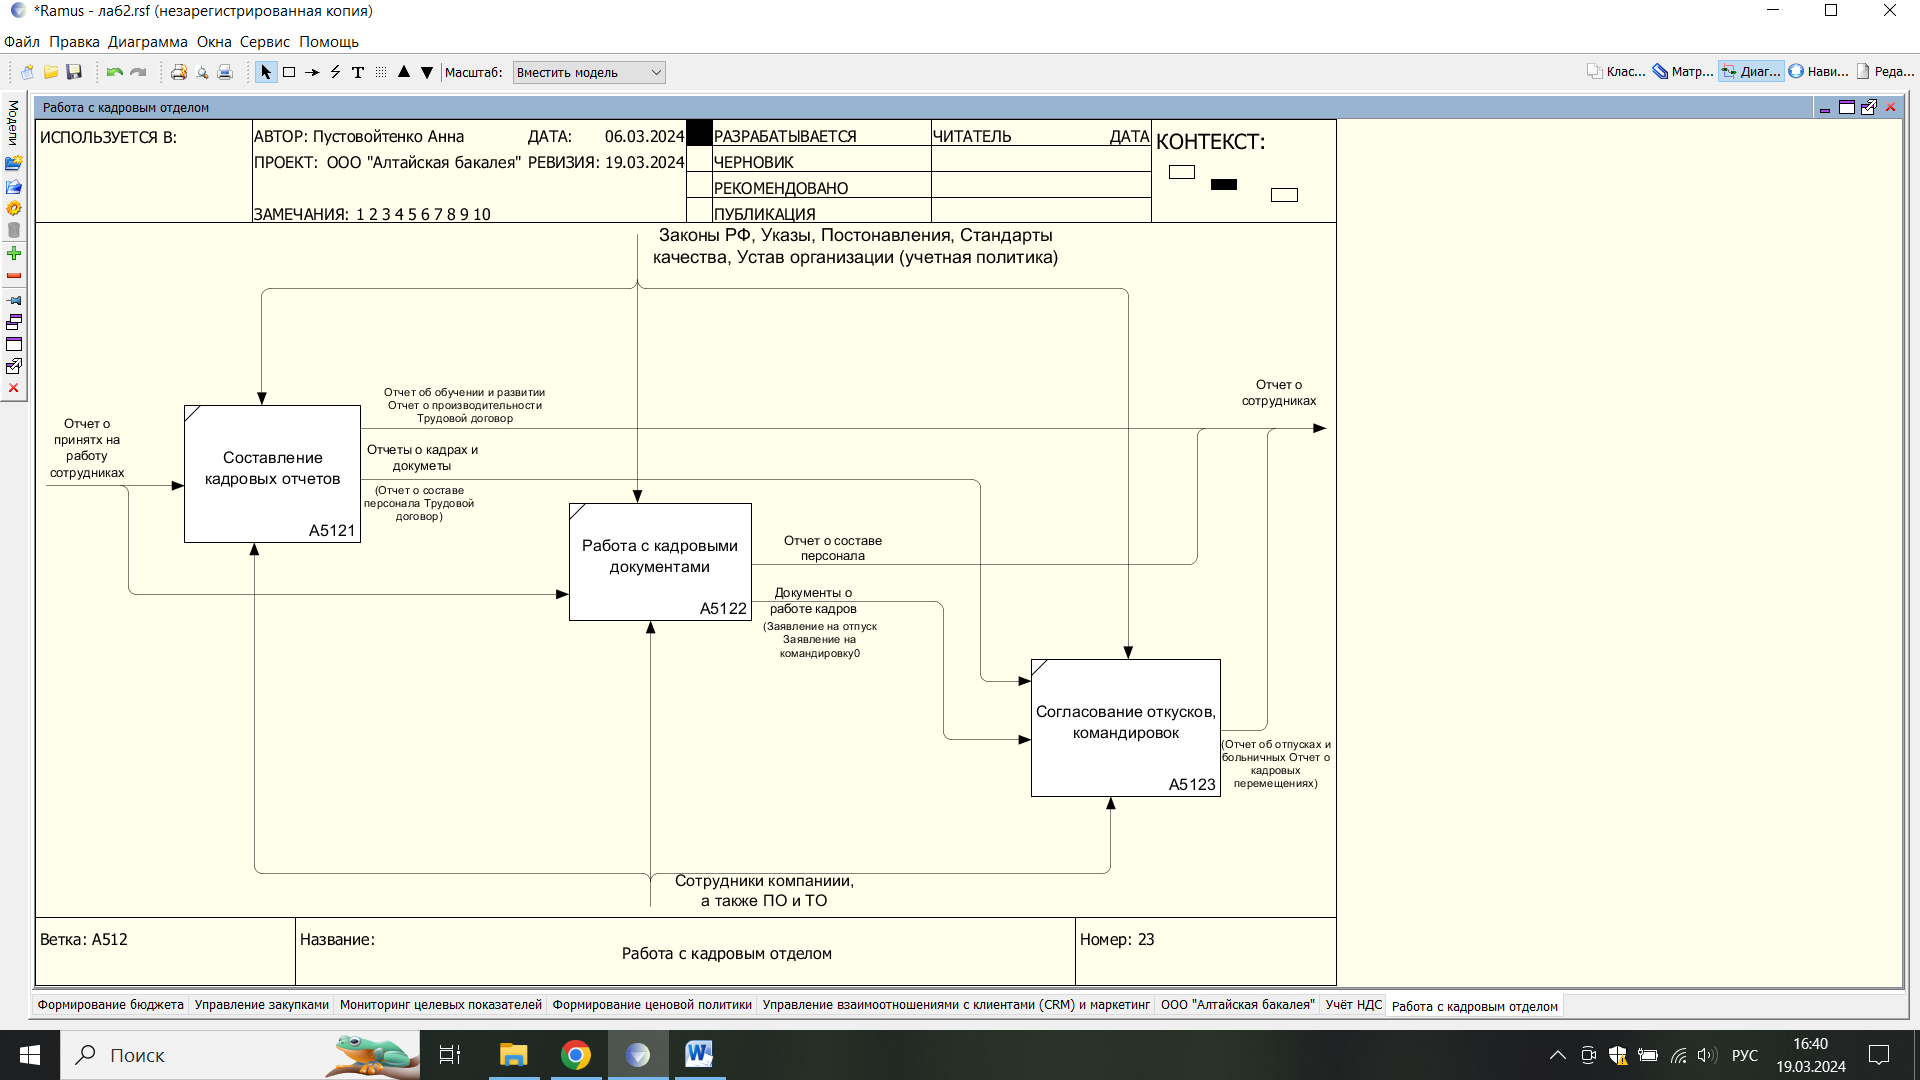 *Ramus - лаб2.rsf (незарегистрированная копия)
Файл Правка Диаграмма Окна Сервис Помощь
Масштаб: Вместить модель
Клас... Матр... Диаг... Нави... Реда...
Модели
Работа с кадровым отделом
ИСПОЛЬЗУЕТСЯ В:
АВТОР: Пустовойтенко Анна ДАТА: 06.03.2024
ПРОЕКТ: ООО "Алтайская бакалея" РЕВИЗИЯ: 19.03.2024
ЗАМЕЧАНИЯ: 1 2 3 4 5 6 7 8 9 10
РАЗРАБАТЫВАЕТСЯ
ЧЕРНОВИК
РЕКОМЕНДОВАНО
ПУБЛИКАЦИЯ
ЧИТАТЕЛЬ ДАТА
КОНТЕКСТ:
Законы РФ, Указы, Постонавления, Стандарты
качества, Устав организации (учетная политика)
Отчет о
принятх на
работу
сотрудниках
Составление
кадровых отчетов
A5121
Отчет об обучении и развитии
Отчет о производительности
Трудовой договор
Отчеты о кадрах и
докуметы
(Отчет о составе
персонала Трудовой
договор)
Отчет о
сотрудниках
Работа с кадровыми
документами
A5122
Отчет о составе
персонала
Документы о
работе кадров
(Заявление на отпуск
Заявление на
командировку0
Согласование откусков,
командировок
A5123
(Отчет об отпусках и
больничных Отчет о
кадровых
перемещениях)
Сотрудники компаниии,
а также ПО и ТО
Ветка: A512
Название:
Работа с кадровым отделом
Номер: 23
Формирование бюджета Управление закупками Мониторинг целевых показателей Формирование ценовой политики Управление взаимоотношениями с клиентами (CRM) и маркетинг ООО "Алтайская бакалея" Учёт НДС Работа с кадровым отделом
Поиск
РУС
16:40
19.03.2024